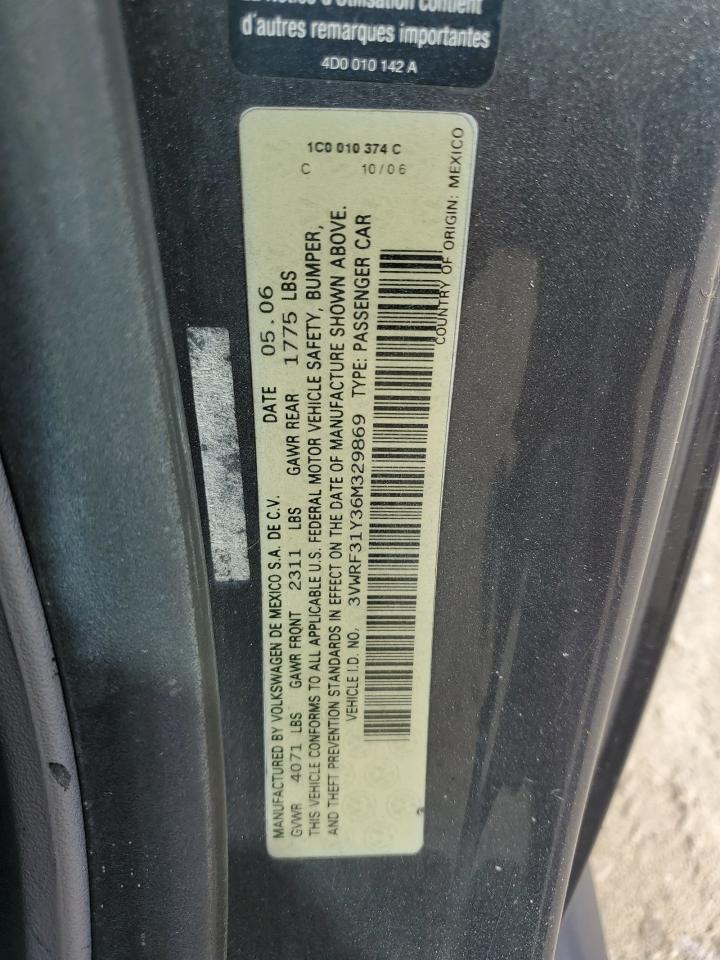 d'autres remarques importantes
4D0 010 142 A
1C0 010 374 C
C 10/06
MANUFACTURED BY VOLKSWAGEN DE MEXICO S.A. DE C.V. DATE 05.06
GVWR 4071 LBS GAWR FRONT 2311 LBS GAWR REAR 1775 LBS
THIS VEHICLE CONFORMS TO ALL APPLICABLE U.S. FEDERAL MOTOR VEHICLE SAFETY, BUMPER,
AND THEFT PREVENTION STANDARDS IN EFFECT ON THE DATE OF MANUFACTURE SHOWN ABOVE.
VEHICLE I.D. NO. 3VWRF31Y36M329869 TYPE: PASSENGER CAR
COUNTRY OF ORIGIN: MEXICO